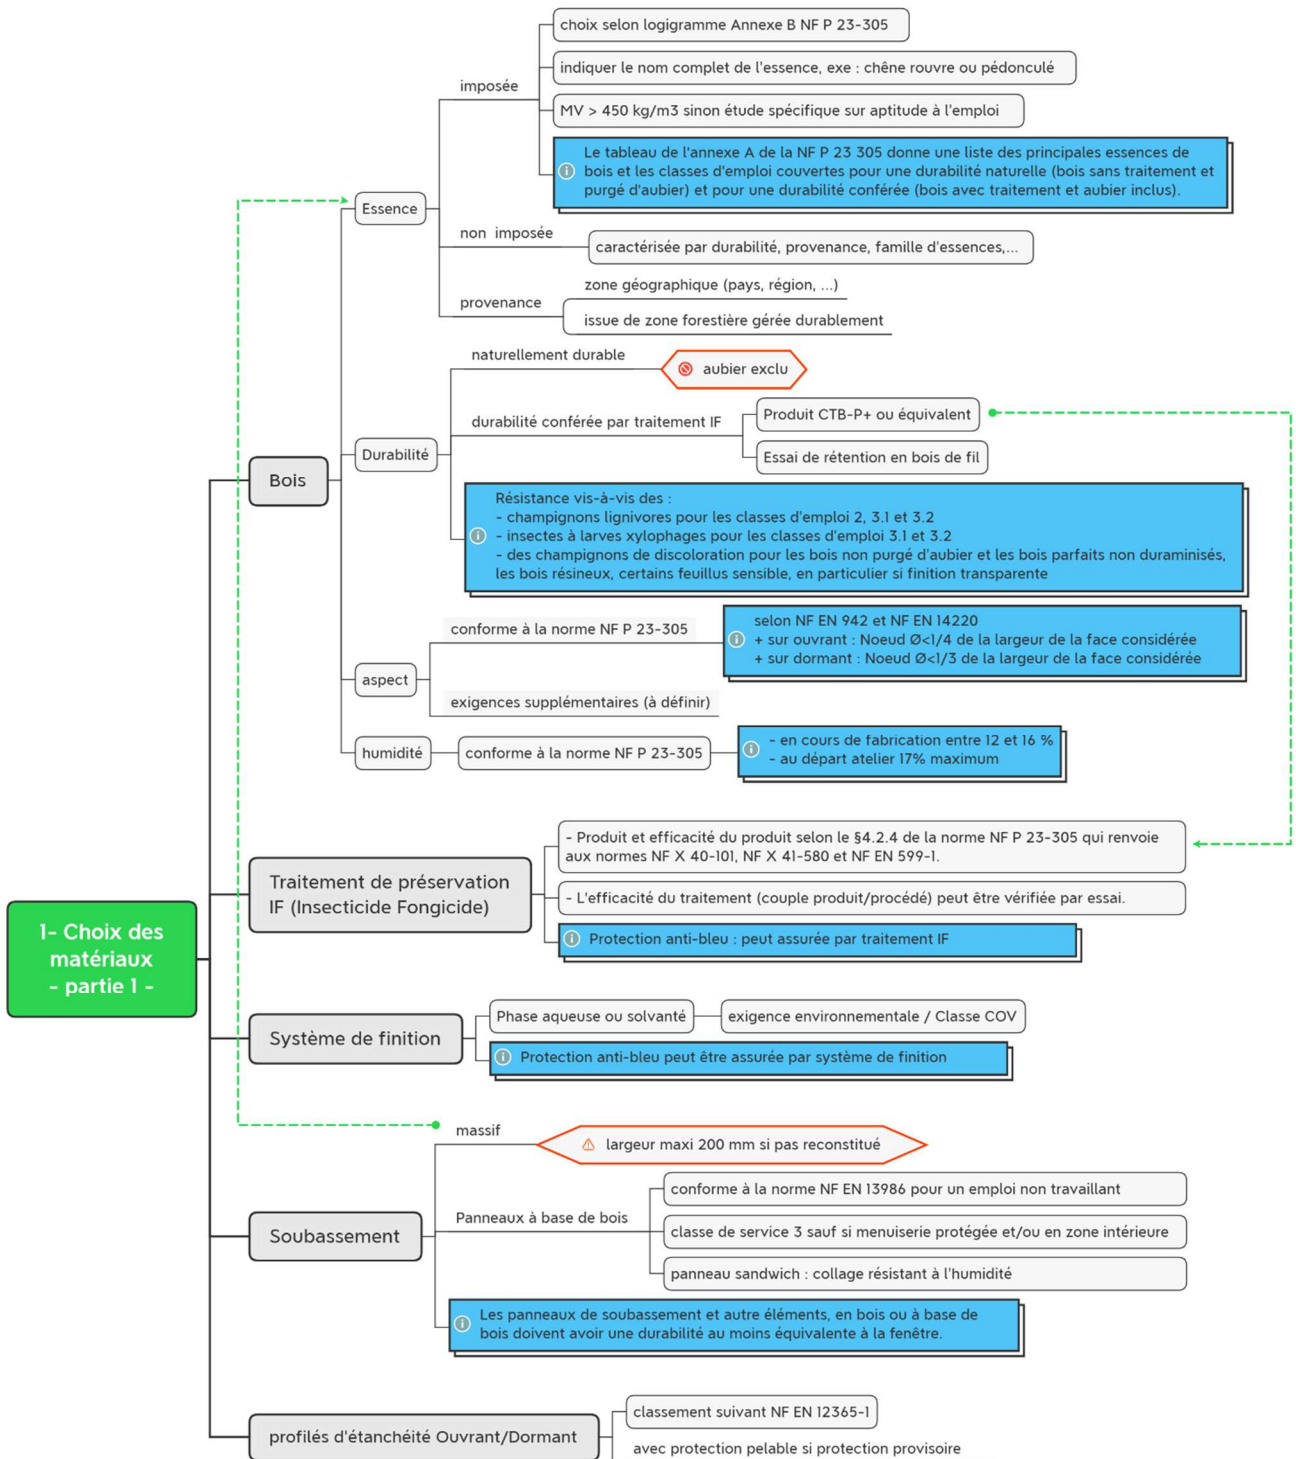 choix selon logigramme Annexe B NF P 23-305
indiquer le nom complet de l'essence, exe : chêne rouvre ou pédonculé
imposée
MV > 450 kg/m3 sinon étude spécifique sur aptitude à l'emploi
Le tableau de l'annexe A de la NF P 23 305 donne une liste des principales essences de
bois et les classes d'emploi couvertes pour une durabilité naturelle (bois sans traitement et
purgé d'aubier) et pour une durabilité conférée (bois avec traitement et aubier inclus).
Essence
non imposée
caractérisée par durabilité, provenance, famille d'essences,...
zone géographique (pays, région, ...)
provenance
issue de zone forestière gérée durablement
naturellement durable
aubier exclu
Produit CTB-P+ ou équivalent
durabilité conférée par traitement IF
Essai de rétention en bois de fil
Durabilité
Bois
Résistance vis-à-vis des :
- champignons lignivores pour les classes d'emploi 2, 3.1 et 3.2
- insectes à larves xylophages pour les classes d'emploi 3.1 et 3.2
- des champignons de discoloration pour les bois non purgé d'aubier et les bois parfaits non duraminisés,
les bois résineux, certains feuillus sensible, en particulier si finition transparente
conforme à la norme NF P 23-305
selon NF EN 942 et NF EN 14220
+ sur ouvrant : Noeud Ø<1/4 de la largeur de la face considérée
+ sur dormant : Noeud Ø<1/3 de la largeur de la face considérée
aspect
exigences supplémentaires (à définir)
humidité
conforme à la norme NF P 23-305
- en cours de fabrication entre 12 et 16 %
- au départ atelier 17% maximum
- Produit et efficacité du produit selon le §4.2.4 de la norme NF P 23-305 qui renvoie
aux normes NF X 40-101, NF X 41-580 et NF EN 599-1.
Traitement de préservation
IF (Insecticide Fongicide)
- L'efficacité du traitement (couple produit/procédé) peut être vérifiée par essai.
Protection anti-bleu : peut assurée par traitement IF
1- Choix des
matériaux
- partie 1 -
Phase aqueuse ou solvanté
exigence environnementale / Classe COV
Système de finition
Protection anti-bleu peut être assurée par système de finition
massif
largeur maxi 200 mm si pas reconstitué
conforme à la norme NF EN 13986 pour un emploi non travaillant
Panneaux à base de bois
classe de service 3 sauf si menuiserie protégée et/ou en zone intérieure
Soubassement
panneau sandwich : collage résistant à l'humidité
Les panneaux de soubassement et autre éléments, en bois ou à base de
bois doivent avoir une durabilité au moins équivalente à la fenêtre.
classement suivant NF EN 12365-1
profilés d'étanchéité Ouvrant/Dormant
avec protection pelable si protection provisoire